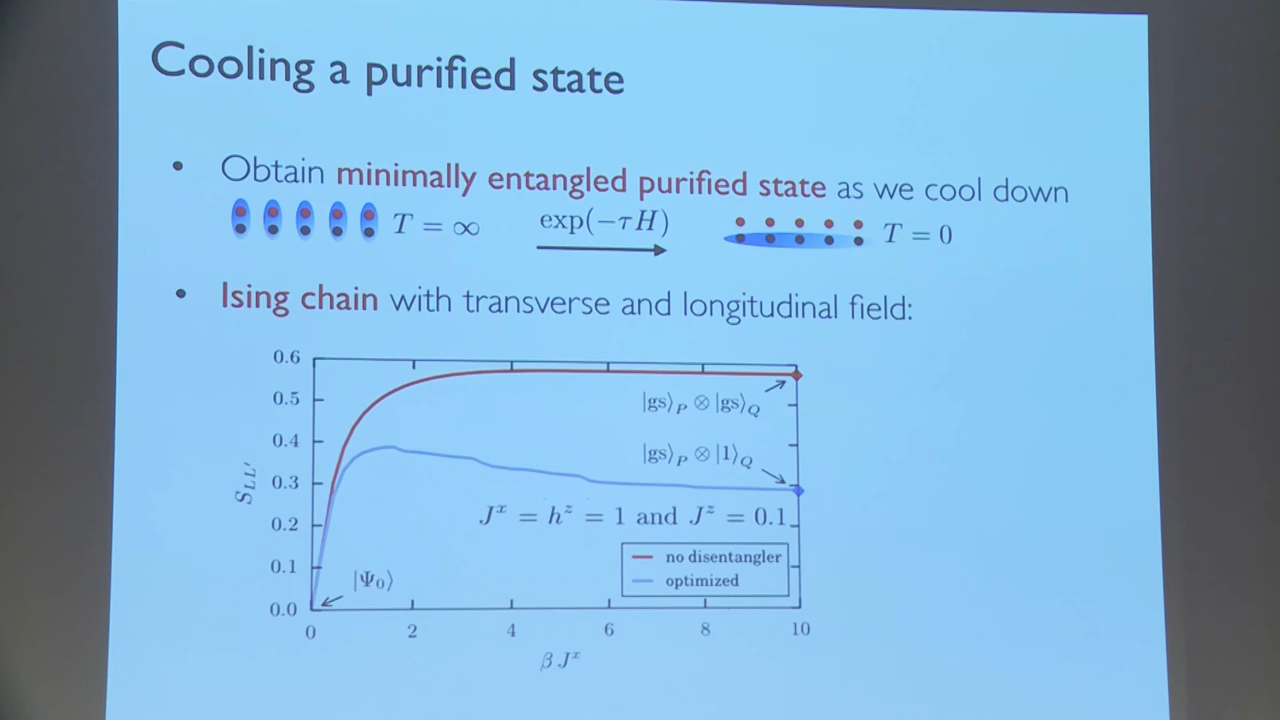 Cooling a purified state
• Obtain minimally entangled purified state as we cool down
T = ∞ exp(−τH) T = 0
• Ising chain with transverse and longitudinal field:
0.6
0.5
0.4
0.3
0.2
0.1
0.0
S_{LL'}
|gs⟩_P ⊗ |gs⟩_Q
|gs⟩_P ⊗ |1⟩_Q
J^x = h^z = 1 and J^z = 0.1
no disentangler
optimized
|Ψ_0⟩
0 2 4 6 8 10
β J^x